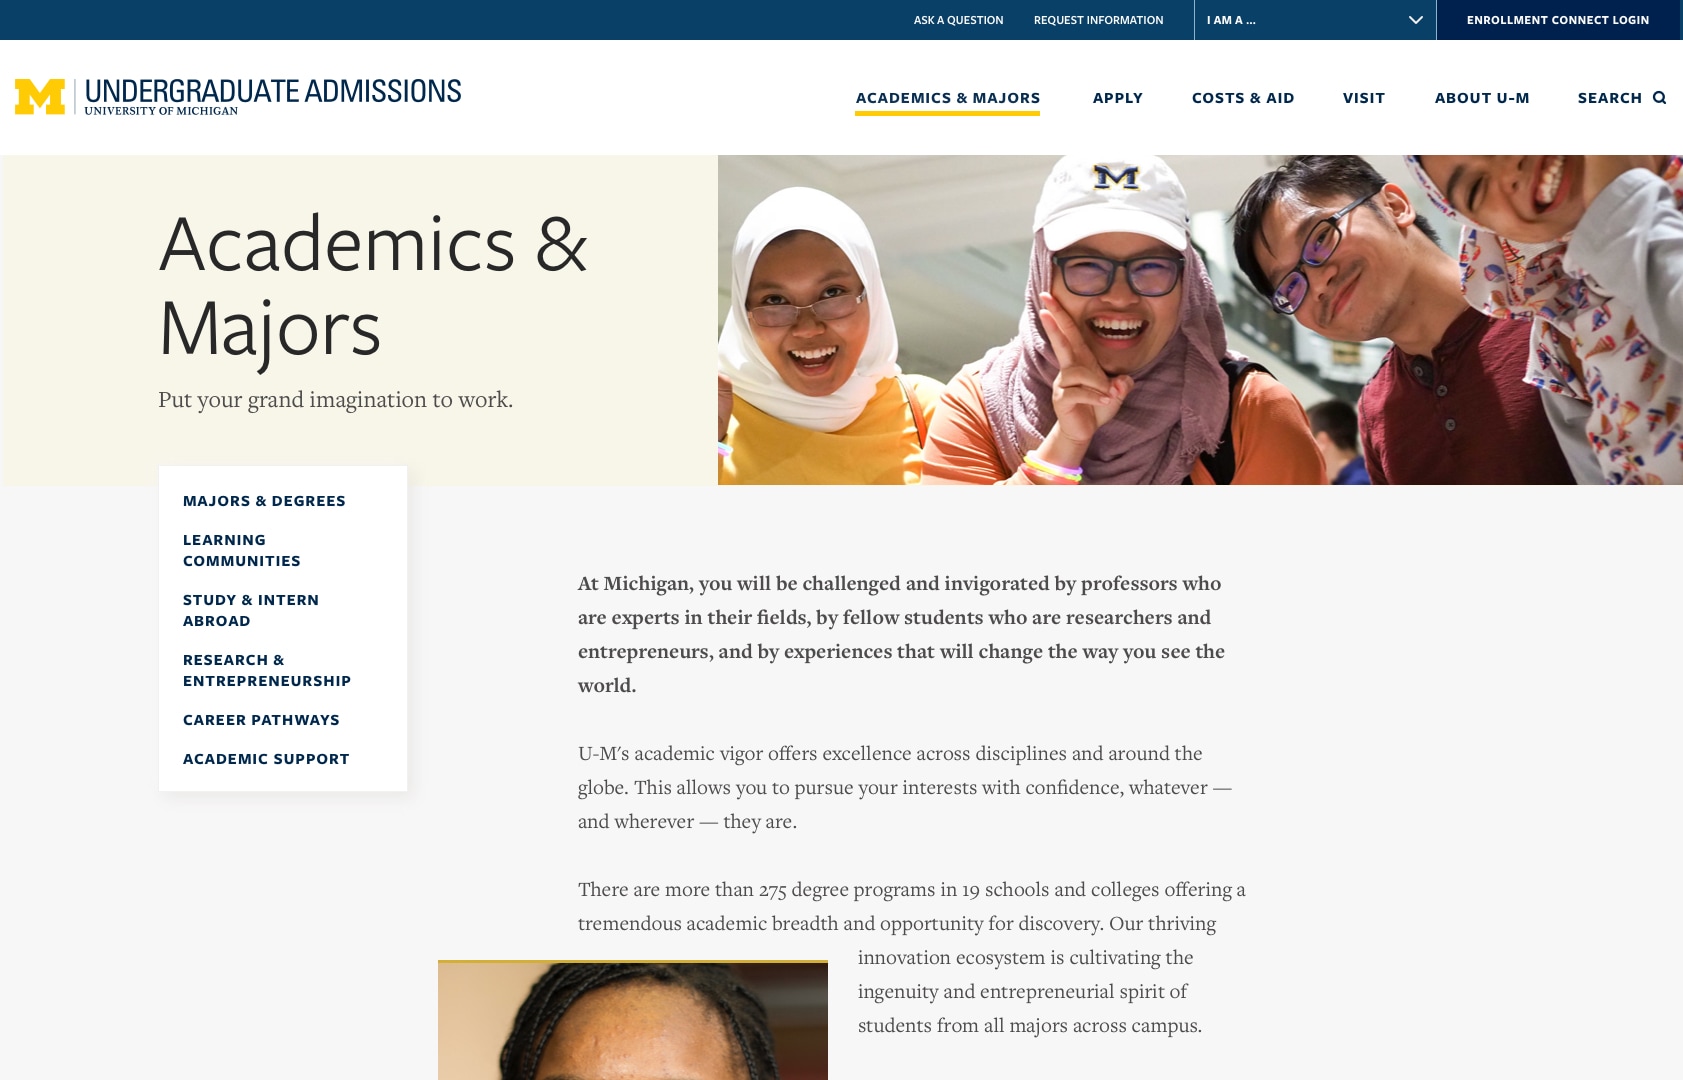 ASK A QUESTION
REQUEST INFORMATION
I AM A ...
ENROLLMENT CONNECT LOGIN
M
UNDERGRADUATE ADMISSIONS
UNIVERSITY OF MICHIGAN
ACADEMICS & MAJORS
APPLY
COSTS & AID
VISIT
ABOUT U-M
SEARCH
Academics &
Majors
Put your grand imagination to work.
M
MAJORS & DEGREES
LEARNING
COMMUNITIES
STUDY & INTERN
ABROAD
RESEARCH &
ENTREPRENEURSHIP
CAREER PATHWAYS
ACADEMIC SUPPORT
At Michigan, you will be challenged and invigorated by professors who
are experts in their fields, by fellow students who are researchers and
entrepreneurs, and by experiences that will change the way you see the
world.
U-M's academic vigor offers excellence across disciplines and around the
globe. This allows you to pursue your interests with confidence, whatever —
and wherever — they are.
There are more than 275 degree programs in 19 schools and colleges offering a
tremendous academic breadth and opportunity for discovery. Our thriving
innovation ecosystem is cultivating the
ingenuity and entrepreneurial spirit of
students from all majors across campus.